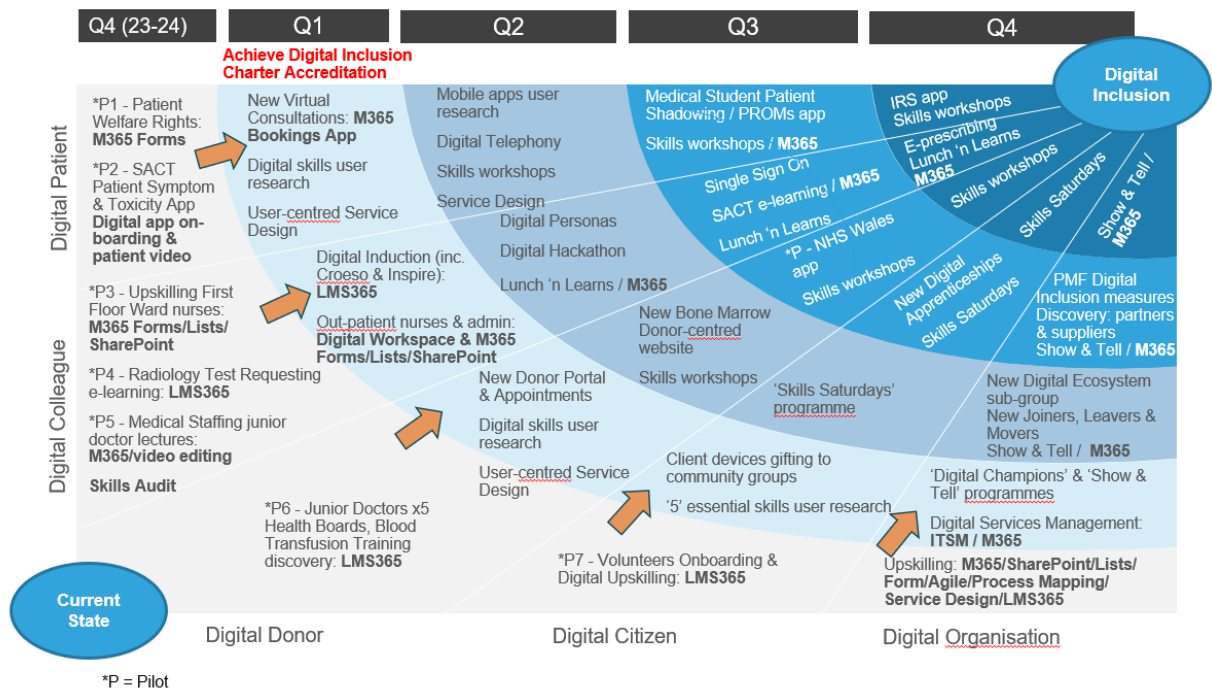 Q4 (23-24)
Q1
Q2
Q3
Q4
Achieve Digital Inclusion
Charter Accreditation
Digital
Inclusion
Digital Patient
*P1 - Patient
Welfare Rights:
M365 Forms
*P2 – SACT
Patient Symptom
& Toxicity App
Digital app on-
boarding &
patient video
New Virtual
Consultations: M365
Bookings App
Digital skills user
research
User-centred Service
Design
Mobile apps user
research
Digital Telephony
Skills workshops
Service Design
Medical Student Patient
Shadowing / PROMs app
Skills workshops / M365
IRS app
Skills workshops
Digital Colleague
*P3 - Upskilling First
Floor Ward nurses:
M365 Forms/Lists/
SharePoint
*P4 – Radiology Test Requesting
e-learning: LMS365
*P5 - Medical Staffing junior
doctor lectures:
M365/video editing
Skills Audit
Digital Induction (inc.
Croeso & Inspire):
LMS365
Out-patient nurses & admin:
Digital Workspace & M365
Forms/Lists/SharePoint
Digital Personas
Digital Hackathon
Lunch ‘n Learns / M365
Single Sign On
SACT e-learning / M365
Lunch ‘n Learns
E-prescribing
Lunch ‘n Learns
M365
*P6 - Junior Doctors x5
Health Boards, Blood
Transfusion Training
discovery: LMS365
New Donor Portal
& Appointments
Digital skills user
research
User-centred Service
Design
New Bone Marrow
Donor-centred
website
Skills workshops
*P - NHS Wales
app
Skills workshops
Skills workshops
*P7 - Volunteers Onboarding &
Digital Upskilling: LMS365
Client devices gifting to
community groups
‘5’ essential skills user research
‘Skills Saturdays’
programme
New Digital
Apprenticeships
Skills Saturdays
Skills Saturdays
Upskilling: M365/SharePoint/Lists/
Form/Agile/Process Mapping/
Service Design/LMS365
‘Digital Champions’ & ‘Show &
Tell’ programmes
Digital Services Management:
ITSM / M365
New Digital Ecosystem
sub-group
New Joiners, Leavers &
Movers
Show & Tell / M365
PMF Digital
Inclusion measures
Discovery: partners
& suppliers
Show & Tell / M365
Show & Tell /
M365
Current
State
Digital Donor
Digital Citizen
Digital Organisation
*P = Pilot